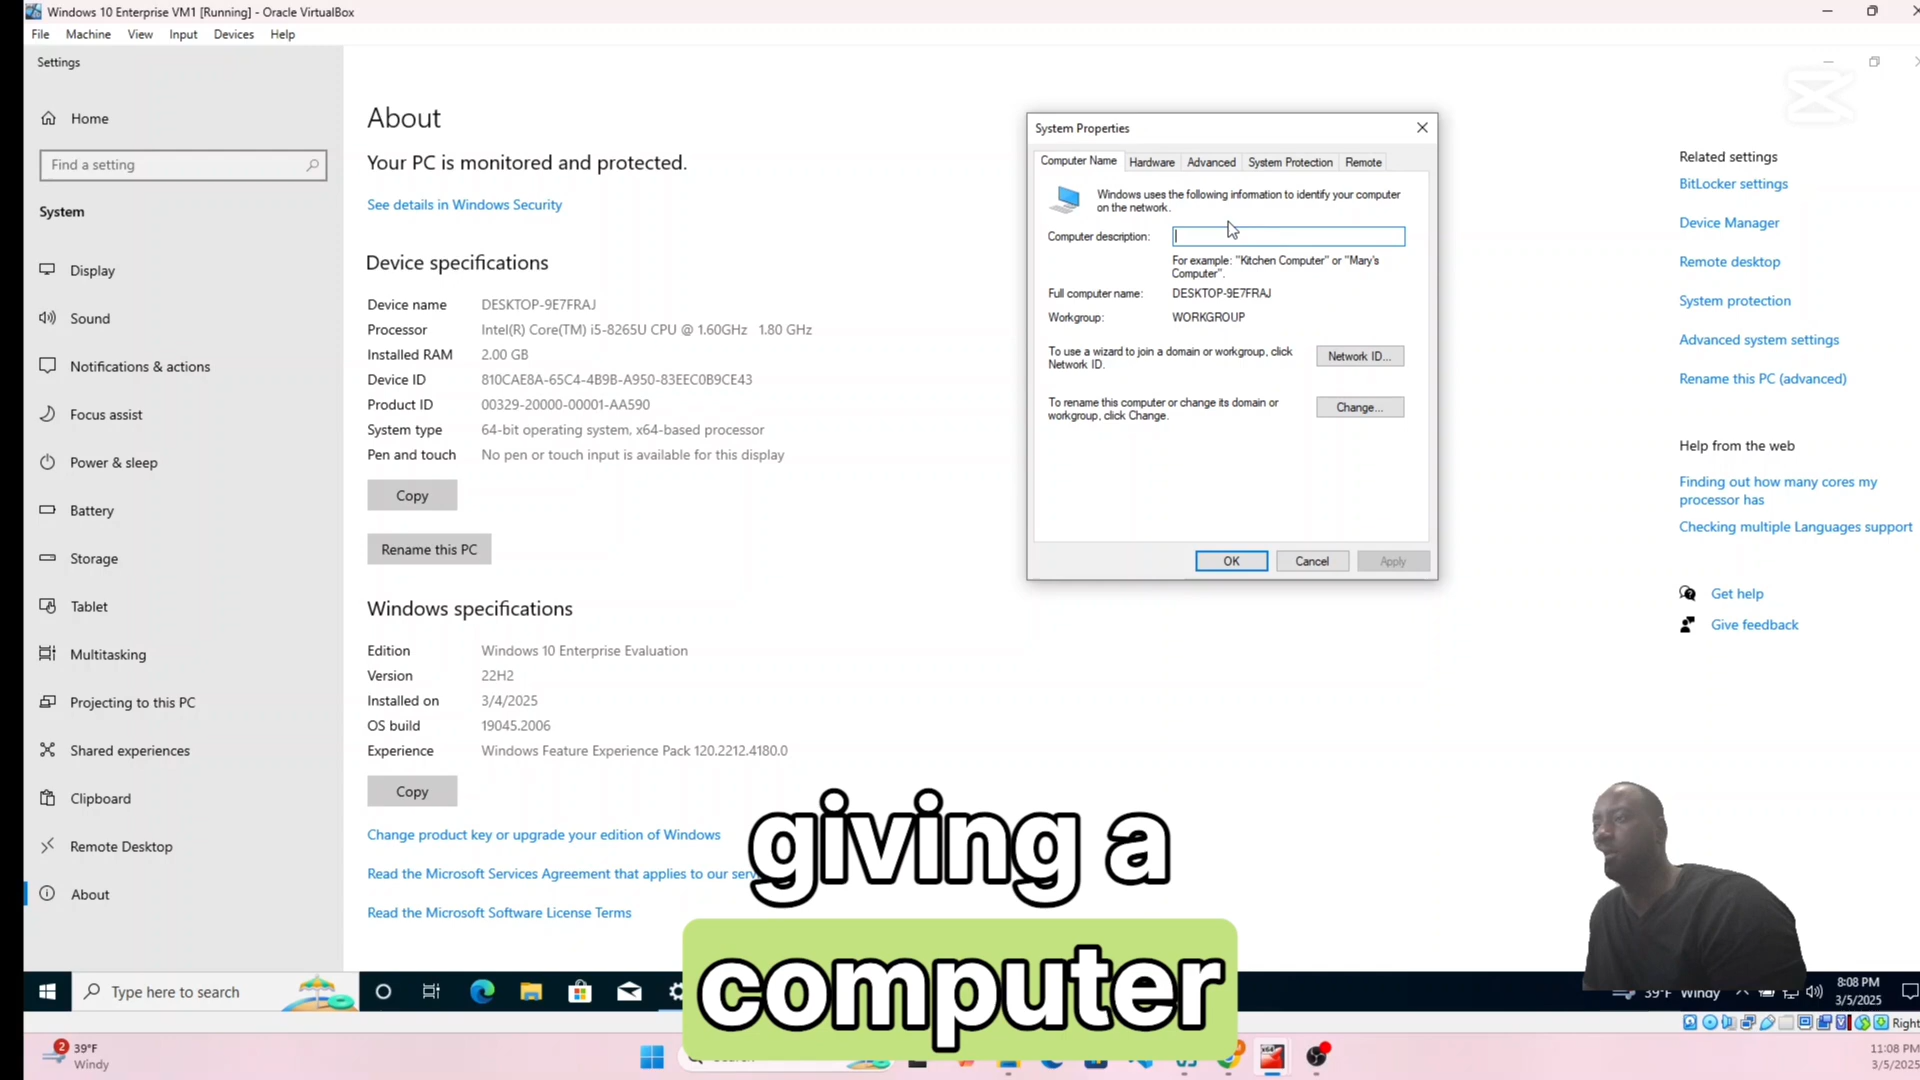 Windows 10 Enterprise VM1 [Running] - Oracle VirtualBox
File Machine View Input Devices Help
Settings
Home
Find a setting
System
Display
Sound
Notifications & actions
Focus assist
Power & sleep
Battery
Storage
Tablet
Multitasking
Projecting to this PC
Shared experiences
Clipboard
Remote Desktop
About
About
Your PC is monitored and protected.
See details in Windows Security
Device specifications
Device name DESKTOP-9E7FRAJ
Processor Intel(R) Core(TM) i5-8265U CPU @ 1.60GHz 1.80 GHz
Installed RAM 2.00 GB
Device ID 810CAE8A-65C4-4B9B-A950-83EEC0B9CE43
Product ID 00329-20000-00001-AA590
System type 64-bit operating system, x64-based processor
Pen and touch No pen or touch input is available for this display
Copy
Rename this PC
Windows specifications
Edition Windows 10 Enterprise Evaluation
Version 22H2
Installed on 3/4/2025
OS build 19045.2006
Experience Windows Feature Experience Pack 120.2212.4180.0
Copy
Change product key or upgrade your edition of Windows
Read the Microsoft Services Agreement that applies to our serv
Read the Microsoft Software License Terms
System Properties
Computer Name Hardware Advanced System Protection Remote
Windows uses the following information to identify your computer
on the network.
Computer description:
For example: "Kitchen Computer" or "Mary's
Computer".
Full computer name: DESKTOP-9E7FRAJ
Workgroup: WORKGROUP
To use a wizard to join a domain or workgroup, click
Network ID.
Network ID...
To rename this computer or change its domain or
workgroup, click Change.
Change...
OK Cancel Apply
Related settings
BitLocker settings
Device Manager
Remote desktop
System protection
Advanced system settings
Rename this PC (advanced)
Help from the web
Finding out how many cores my
processor has
Checking multiple Languages support
Get help
Give feedback
giving a
computer
Type here to search
39°F Windy
8:08 PM
3/5/2025
Right
2
39°F
Windy
11:08 PM
3/5/2025